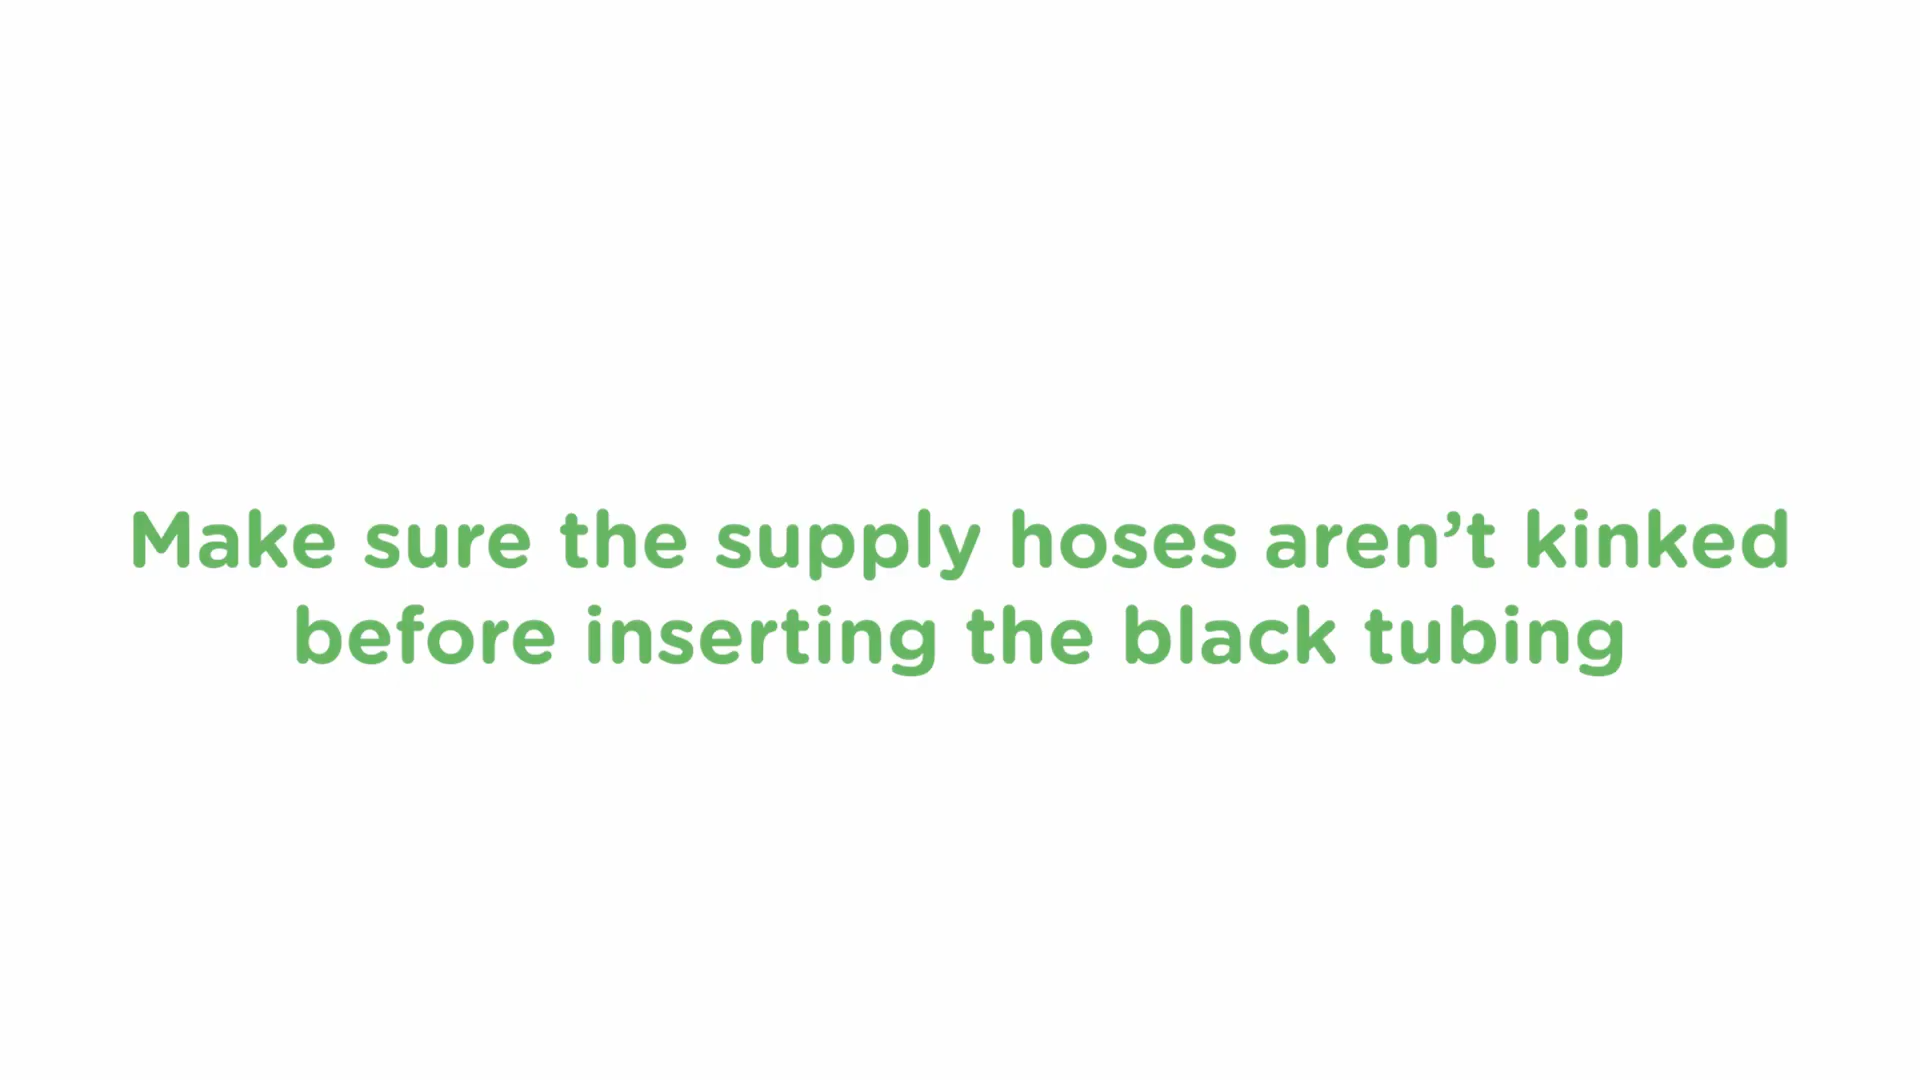 Make sure the supply hoses aren’t kinked
before inserting the black tubing